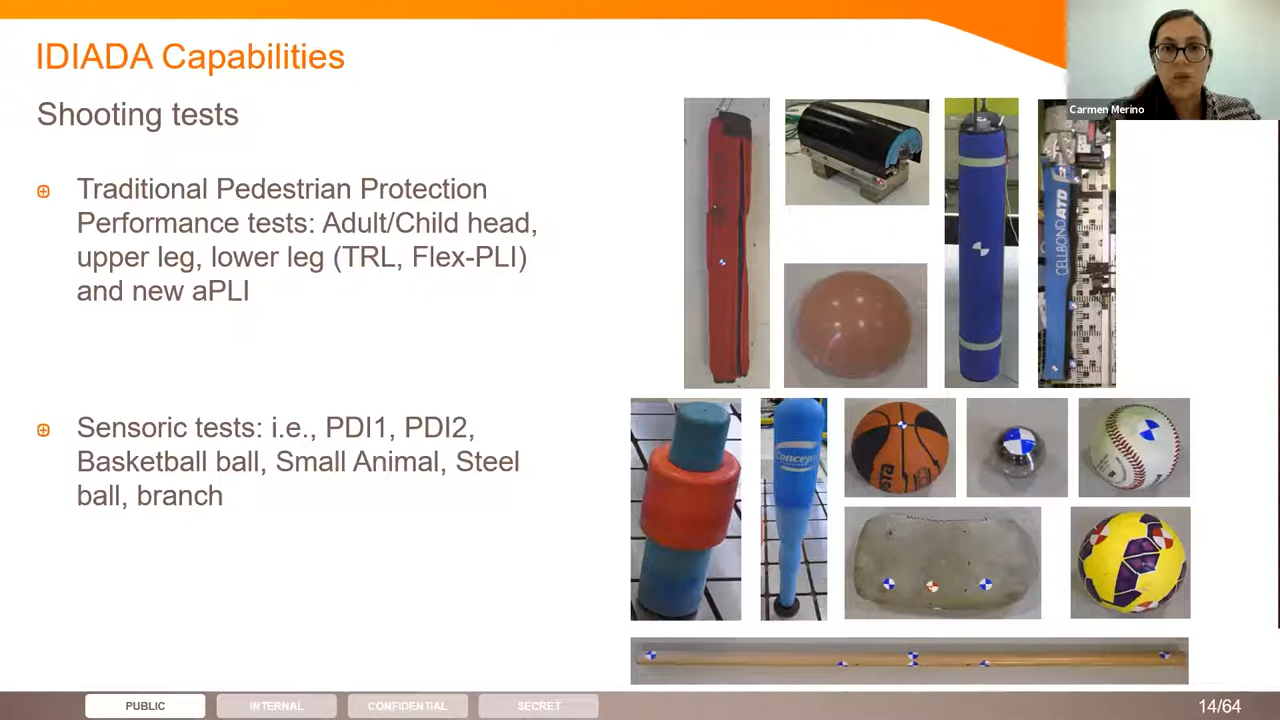 IDIADA Capabilities
Carmen Merino
Shooting tests
Traditional Pedestrian Protection
Performance tests: Adult/Child head,
upper leg, lower leg (TRL, Flex-PLI)
and new aPLI
CELLBOND ATD
Sensoric tests: i.e., PDI1, PDI2,
Basketball ball, Small Animal, Steel
ball, branch
Concept
PUBLIC
INTERNAL
CONFIDENTIAL
SECRET
14/64